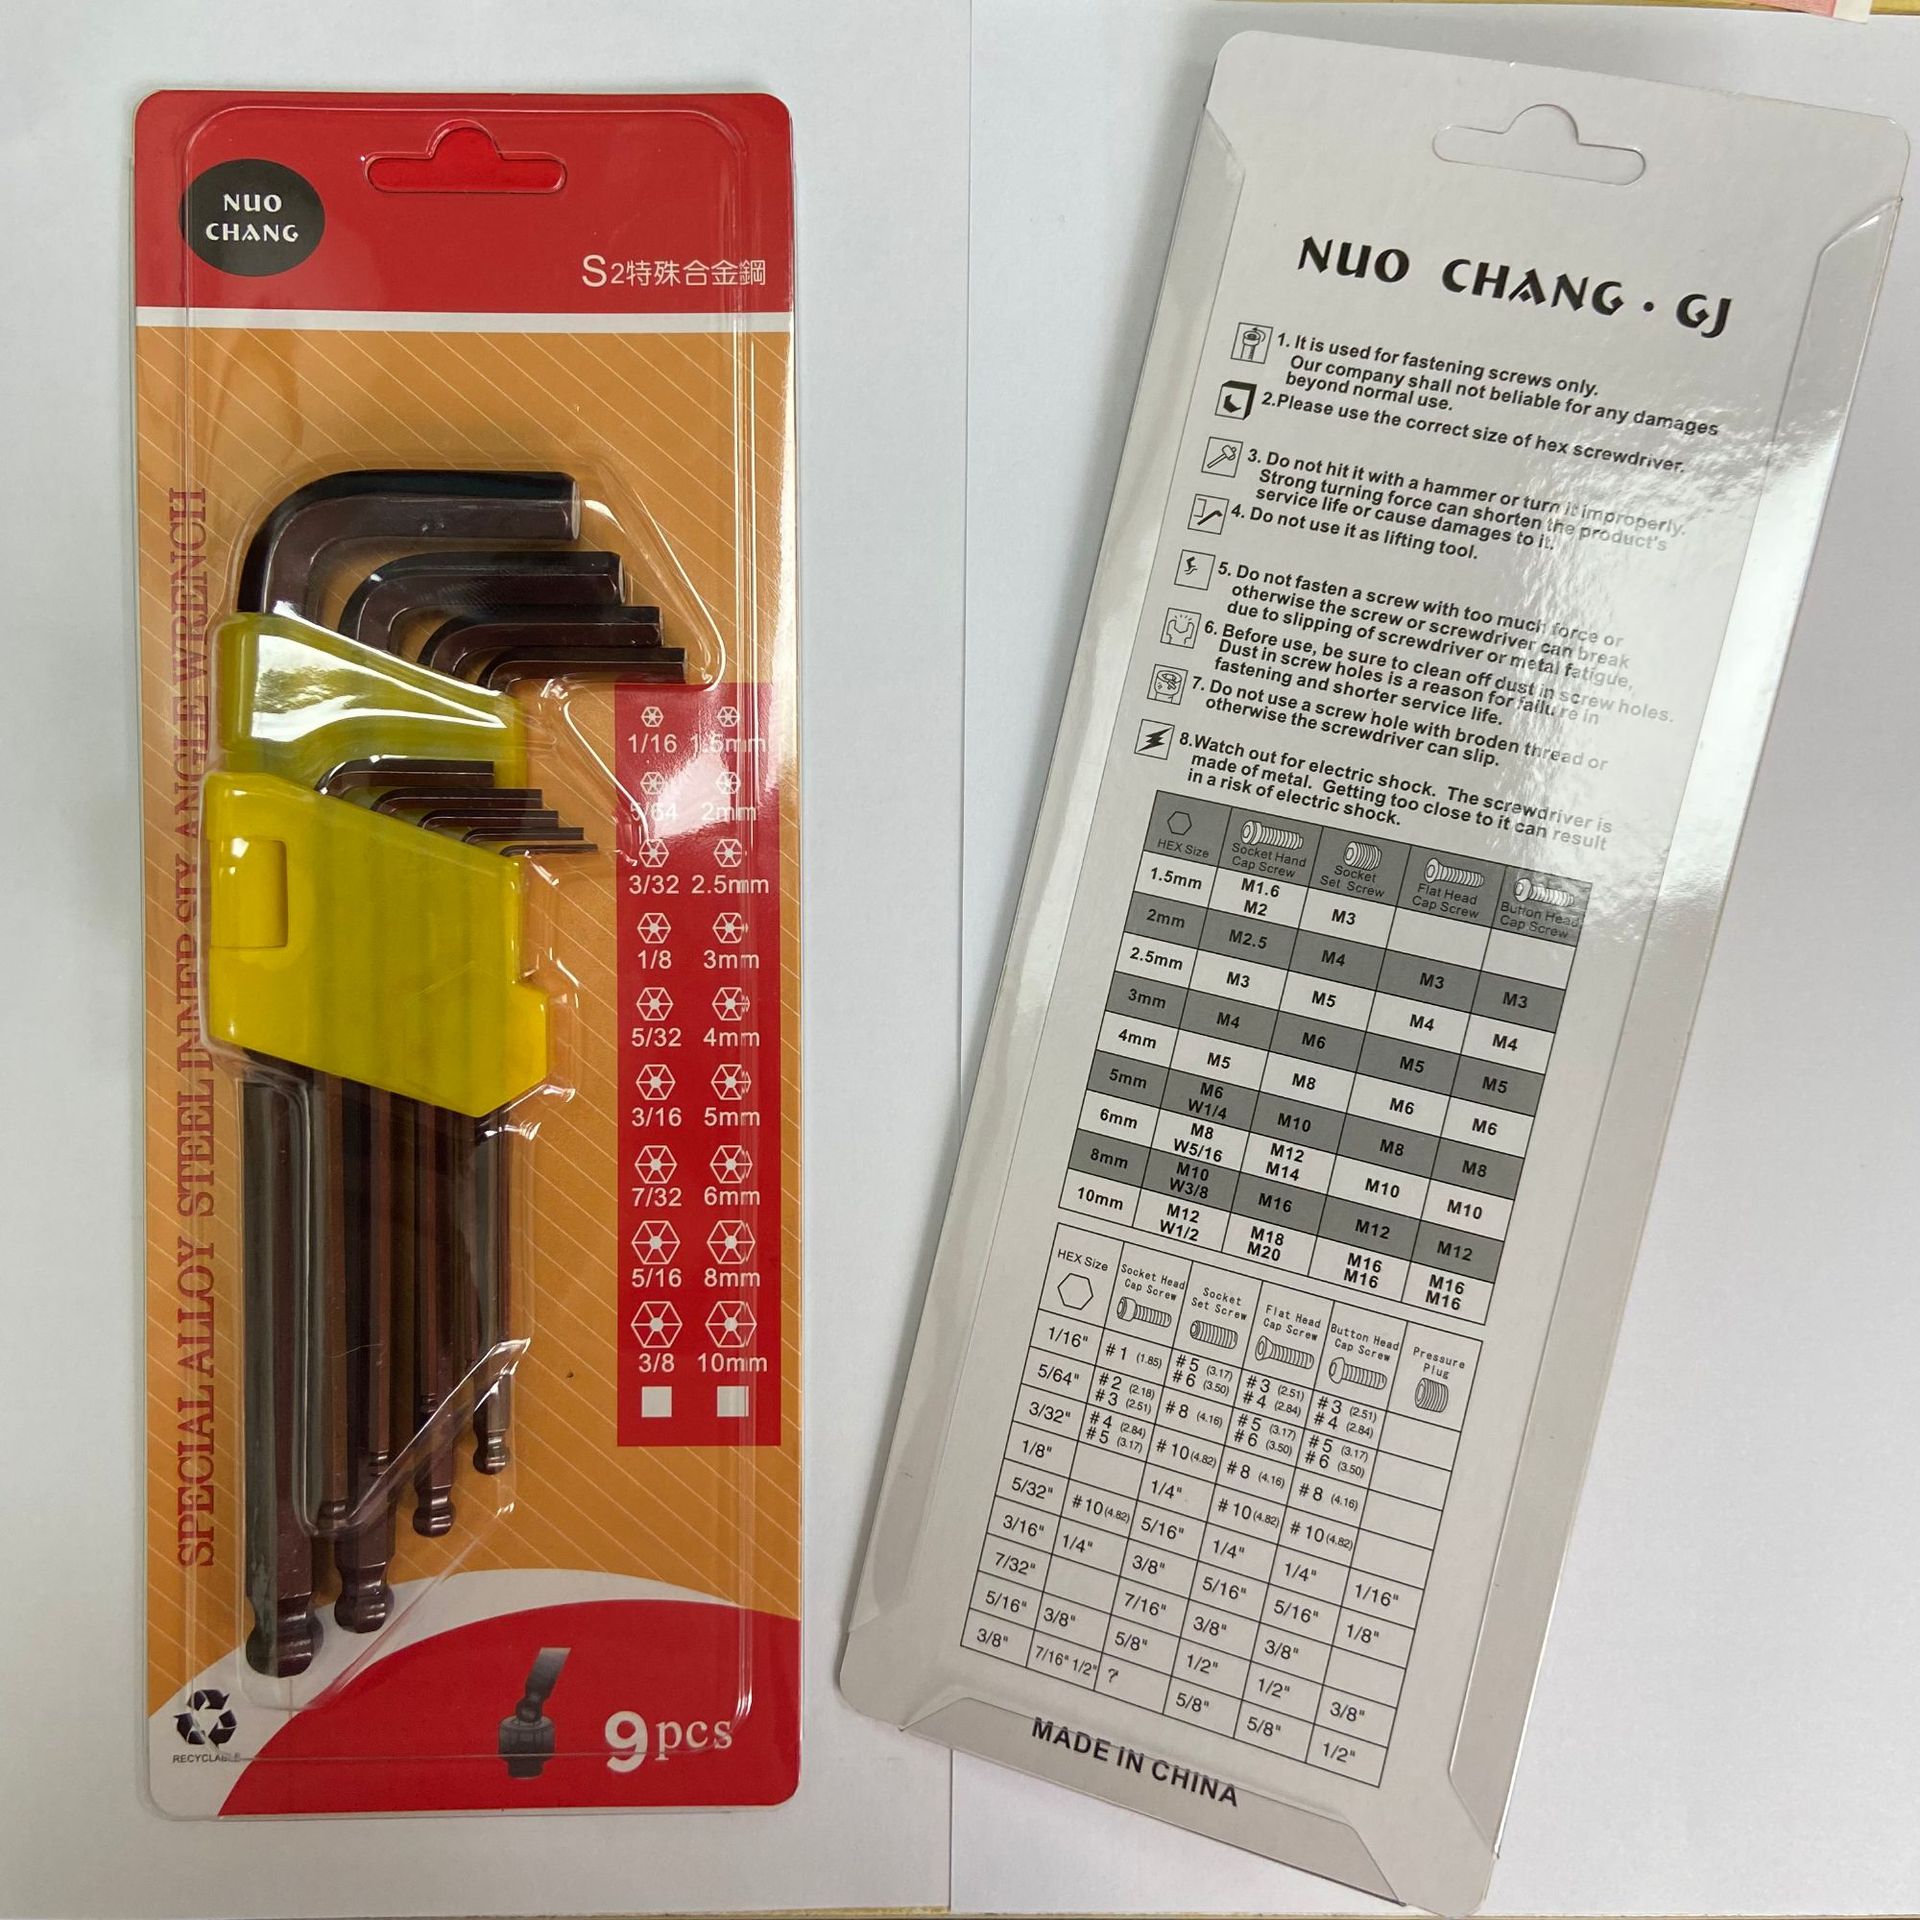 NUO
CHANG
S2特殊合金鋼
SPECIAL ALLOY STEEL INNER SIX ANGLE WRENCH
1/16 1.5mm
5/64 2mm
3/32 2.5mm
1/8 3mm
5/32 4mm
3/16 5mm
7/32 6mm
5/16 8mm
3/8 10mm
RECYCLABLE
9pcs
NUO CHANG · GJ
1. It is used for fastening screws only.
Our company shall not beliable for any damages
beyond normal use.
2.Please use the correct size of hex screwdriver.
3. Do not hit it with a hammer or turn it improperly.
Strong turning force can shorten the product's
service life or cause damages to it.
4. Do not use it as lifting tool.
5. Do not fasten a screw with too much force or
otherwise the screw or screwdriver can break
due to slipping of screwdriver or metal fatigue,
6. Before use, be sure to clean off dust in screw holes.
Dust in screw holes is a reason for failure in
fastening and shorter service life.
7. Do not use a screw hole with broden thread or
otherwise the screwdriver can slip.
8.Watch out for electric shock. The screwdriver is
made of metal. Getting too close to it can result
in a risk of electric shock.
HEX Size Socket Hand Cap Screw Socket Set Screw Flat Head Cap Screw Button Head Cap Screw
1.5mm M1.6 M2 M3
2mm M2.5 M4 M3 M3
2.5mm M3 M5 M4 M4
3mm M4 M6 M5 M5
4mm M5 M8 M6 M6
5mm M6 W1/4 M10 M8 M8
6mm M8 W5/16 M12 M14 M10 M10
8mm M10 W3/8 M16 M12 M12
10mm M12 W1/2 M18 M20 M16 M16 M16 M16
HEX Size Socket Head Cap Screw Socket Set Screw Flat Head Cap Screw Button Head Cap Screw Pressure Plug
1/16" #1 (1.85) #5 (3.17) #6 (3.50) #3 (2.51) #4 (2.84) #3 (2.51) #4 (2.84)
5/64" #2 (2.18) #3 (2.51) #8 (4.16) #5 (3.17) #6 (3.50) #5 (3.17) #6 (3.50)
3/32" #4 (2.84) #5 (3.17) #10(4.82) #8 (4.16) #8 (4.16)
1/8" 1/4" #10(4.82) #10(4.82)
5/32" #10(4.82) 5/16" 1/4" 1/4" 1/16"
3/16" 1/4" 3/8" 5/16" 5/16" 1/8"
7/32" 7/16" 3/8" 3/8"
5/16" 3/8" 5/8" 1/2" 1/2" 3/8"
3/8" 7/16" 1/2" ? 5/8" 5/8" 1/2"
MADE IN CHINA